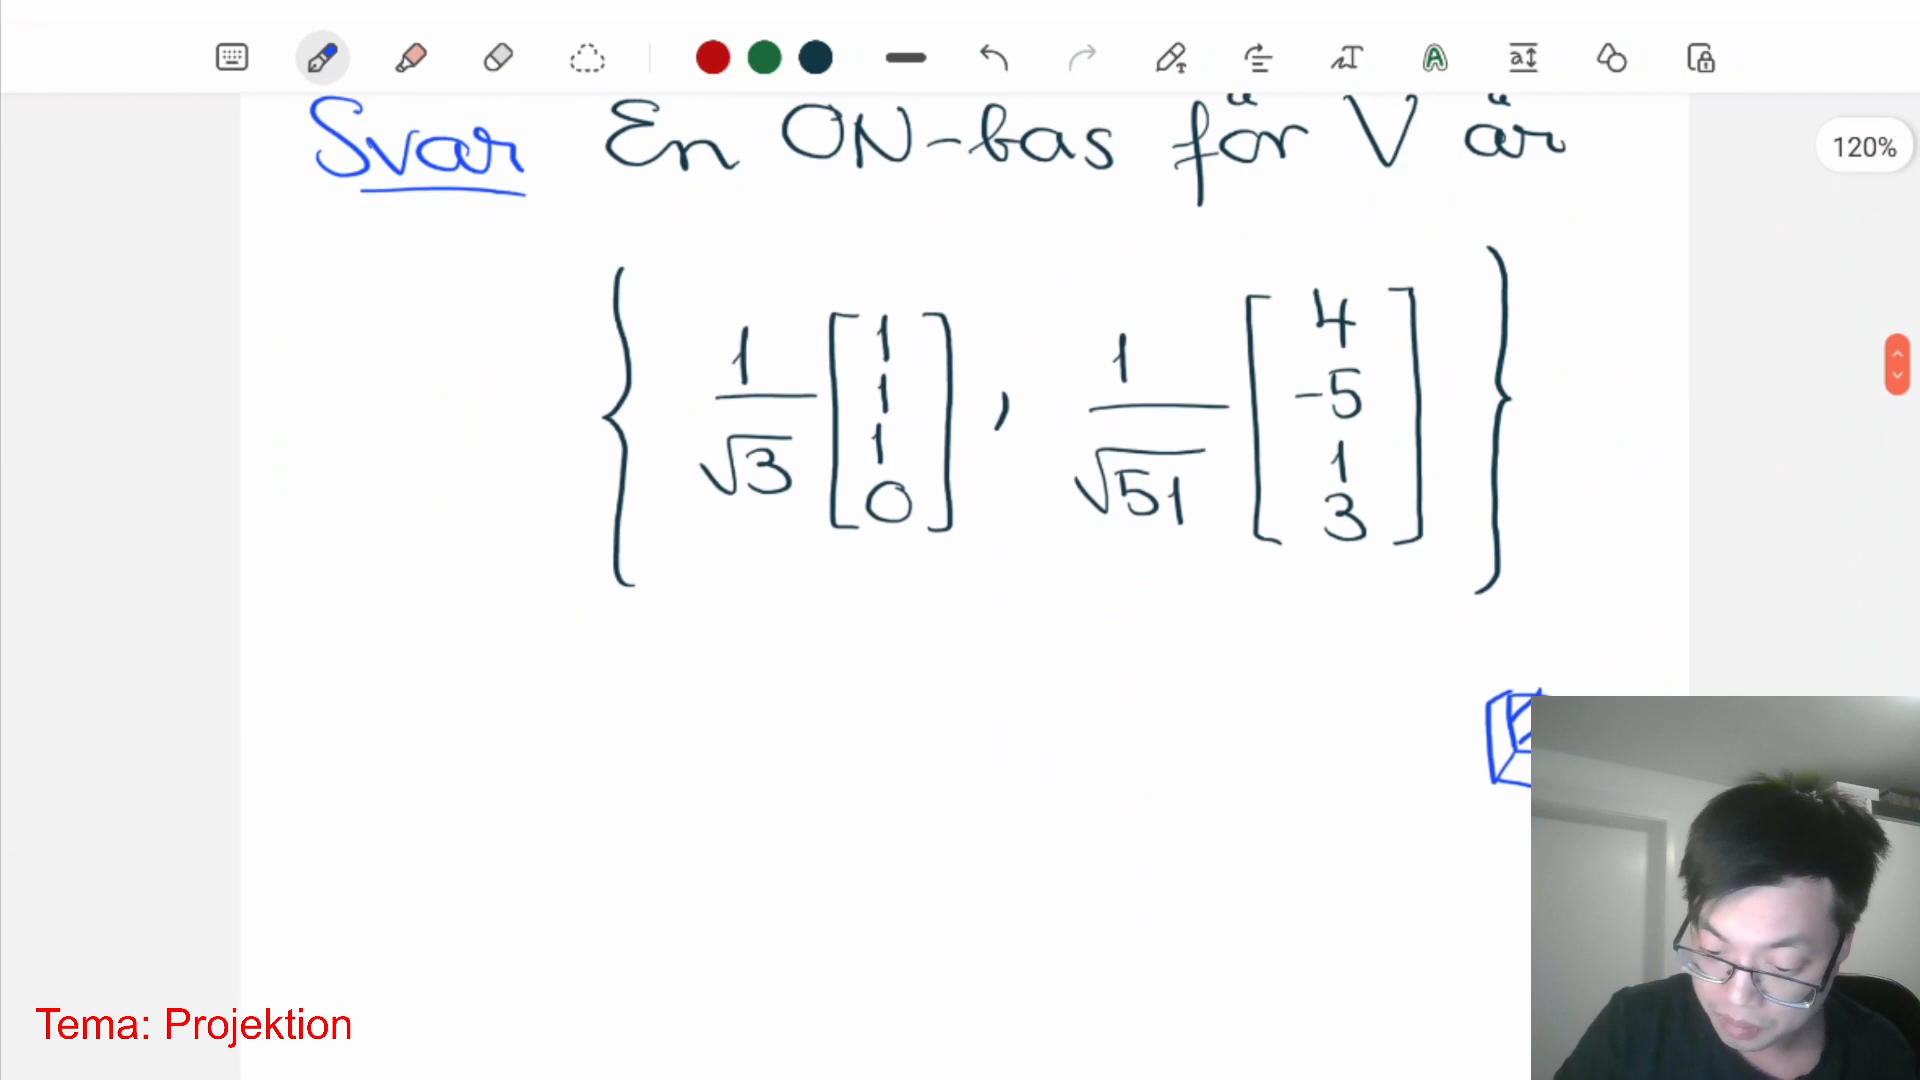 Svar En ON-bas för V är
{ 1/√3 [1 1 1 0] , 1/√51 [4 -5 1 3] }
120%
Tema: Projektion